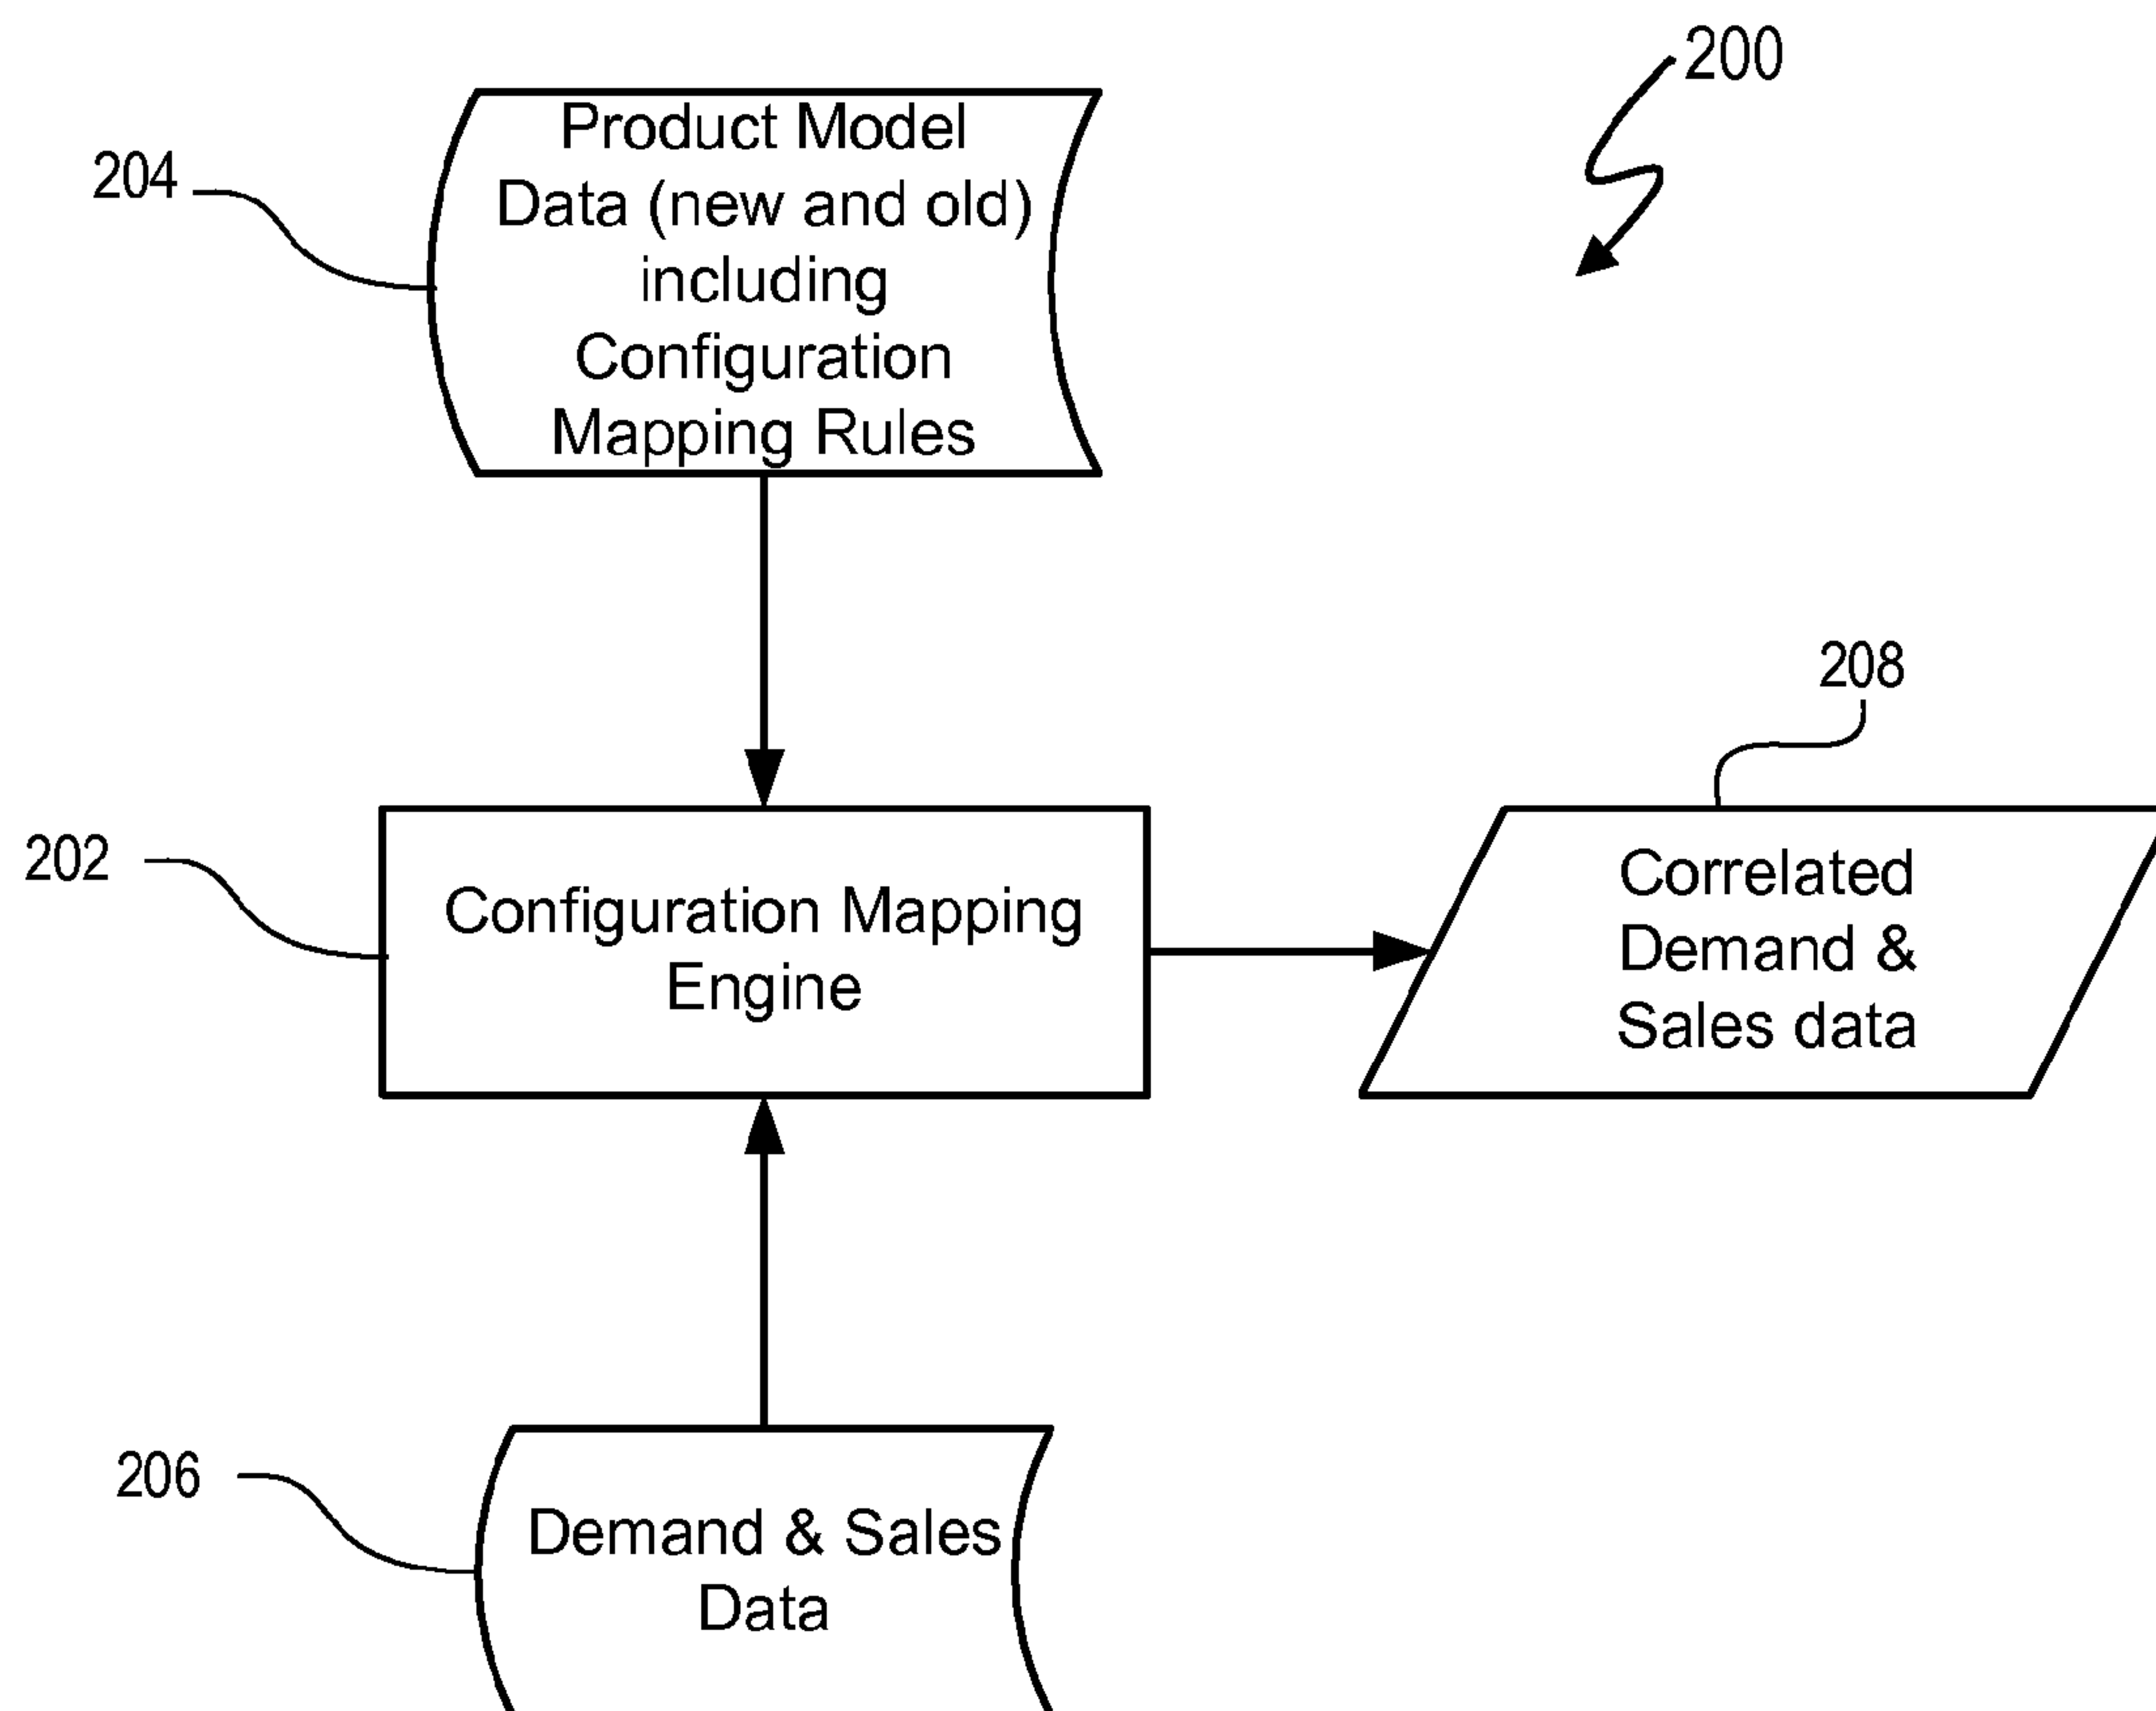 200
204
Product Model
Data (new and old)
including
Configuration
Mapping Rules
208
202
Configuration Mapping
Engine
Correlated
Demand &
Sales data
206
Demand & Sales
Data